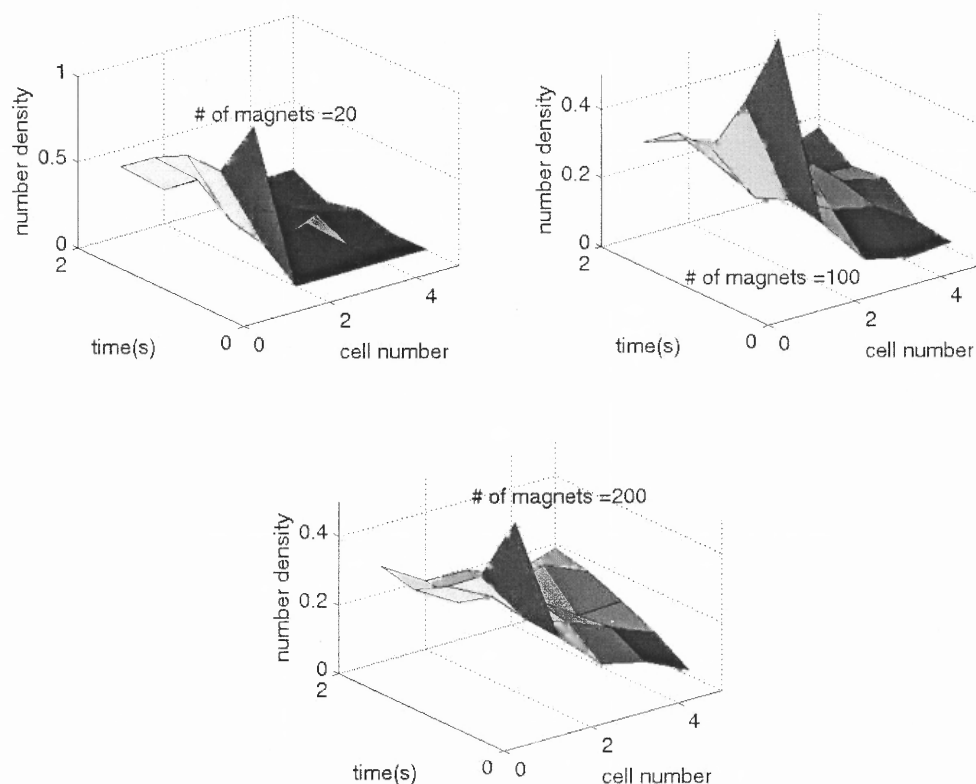 1
0.5
0
2
number density
# of magnets =20
time(s)
0
0
2
4
cell number
0.4
0.2
0
2
number density
# of magnets =100
time(s)
0
0
2
4
cell number
0.4
0.2
0
2
number density
# of magnets =200
time(s)
0
0
2
4
cell number